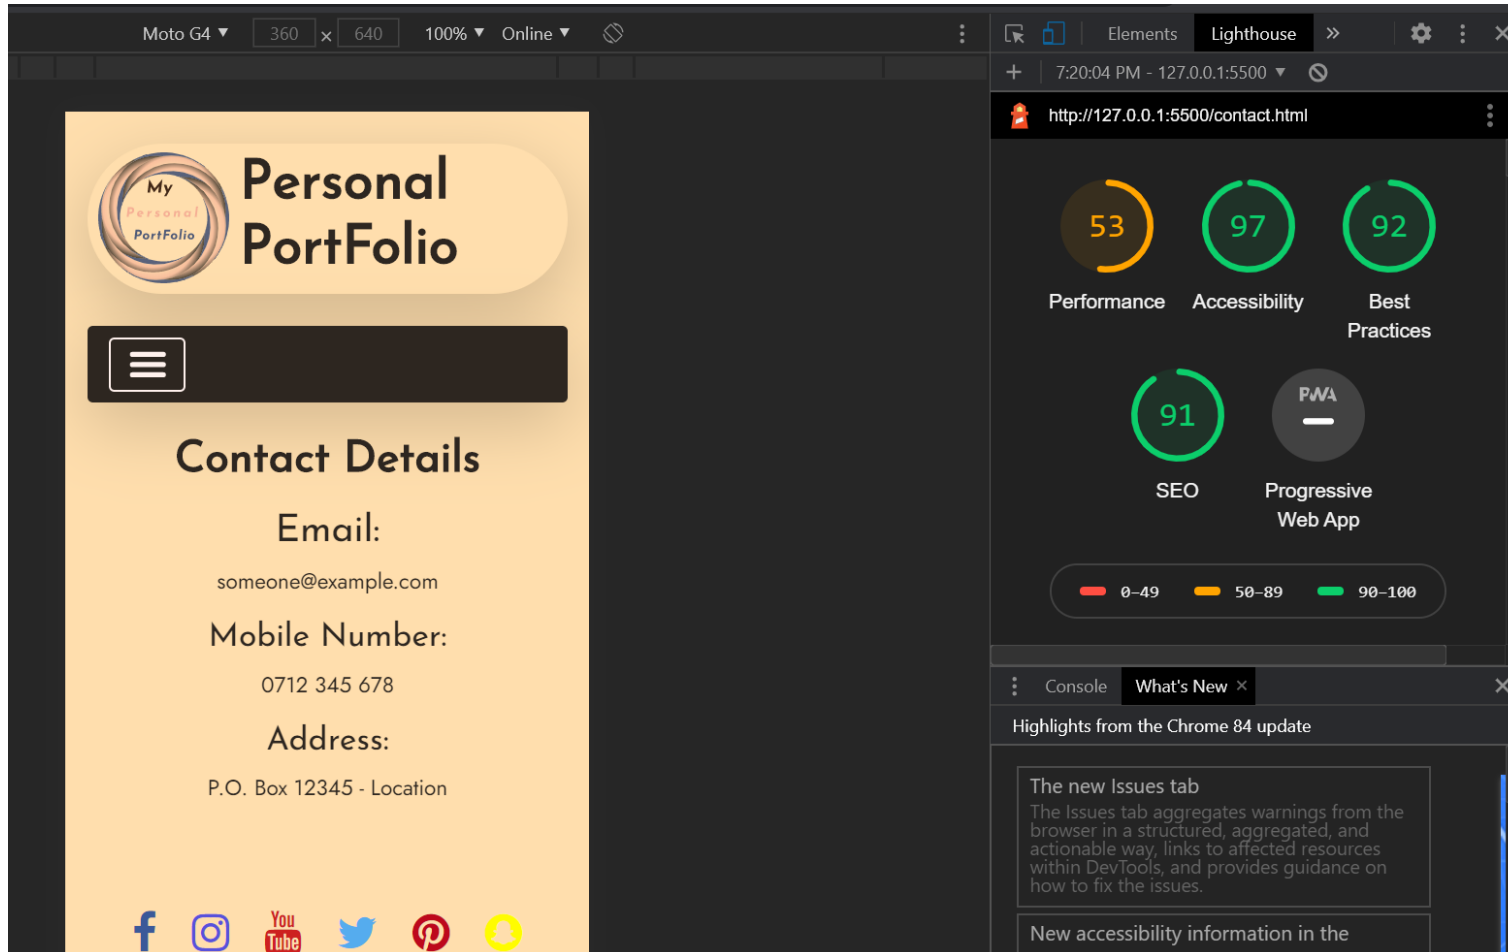 Moto G4 ▼ 360 x 640 100% ▼ Online ▼
Elements Lighthouse »
+ 7:20:04 PM - 127.0.0.1:5500 ▼
http://127.0.0.1:5500/contact.html
My
Personal
PortFolio
Personal
PortFolio
Contact Details
Email:
someone@example.com
Mobile Number:
0712 345 678
Address:
P.O. Box 12345 - Location
You
Tube
53
Performance
97
Accessibility
92
Best
Practices
91
SEO
PWA
Progressive
Web App
0–49 50–89 90–100
Console What's New ×
Highlights from the Chrome 84 update
The new Issues tab
The Issues tab aggregates warnings from the
browser in a structured, aggregated, and
actionable way, links to affected resources
within DevTools, and provides guidance on
how to fix the issues.
New accessibility information in the